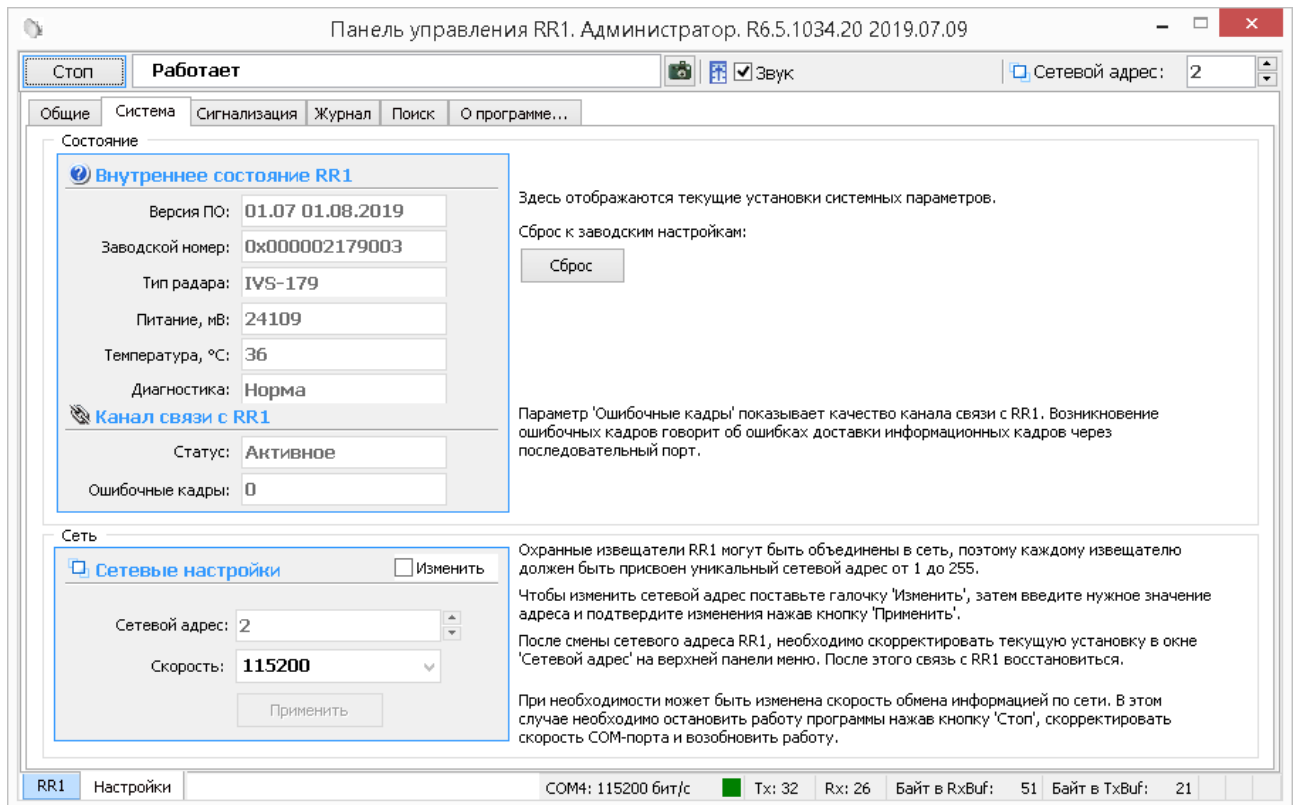 Панель управления RR1. Администратор. R6.5.1034.20 2019.07.09
Стоп
Работает
Звук
Сетевой адрес: 2
Общие Система Сигнализация Журнал Поиск О программе...
Состояние
Внутреннее состояние RR1
Версия ПО: 01.07 01.08.2019
Заводской номер: 0x000002179003
Тип радара: IVS-179
Питание, мВ: 24109
Температура, °C: 36
Диагностика: Норма
Канал связи с RR1
Статус: Активное
Ошибочные кадры: 0
Здесь отображаются текущие установки системных параметров.
Сброс к заводским настройкам:
Сброс
Параметр 'Ошибочные кадры' показывает качество канала связи с RR1. Возникновение
ошибочных кадров говорит об ошибках доставки информационных кадров через
последовательный порт.
Сеть
Сетевые настройки
Изменить
Сетевой адрес: 2
Скорость: 115200
Применить
Охранные извещатели RR1 могут быть объединены в сеть, поэтому каждому извещателю
должен быть присвоен уникальный сетевой адрес от 1 до 255.
Чтобы изменить сетевой адрес поставьте галочку 'Изменить', затем введите нужное значение
адреса и подтвердите изменения нажав кнопку 'Применить'.
После смены сетевого адреса RR1, необходимо скорректировать текущую установку в окне
'Сетевой адрес' на верхней панели меню. После этого связь с RR1 восстановиться.
При необходимости может быть изменена скорость обмена информацией по сети. В этом
случае необходимо остановить работу программы нажав кнопку 'Стоп', скорректировать
скорость COM-порта и возобновить работу.
RR1 Настройки
COM4: 115200 бит/с
Tx: 32 Rx: 26 Байт в RxBuf: 51 Байт в TxBuf: 21